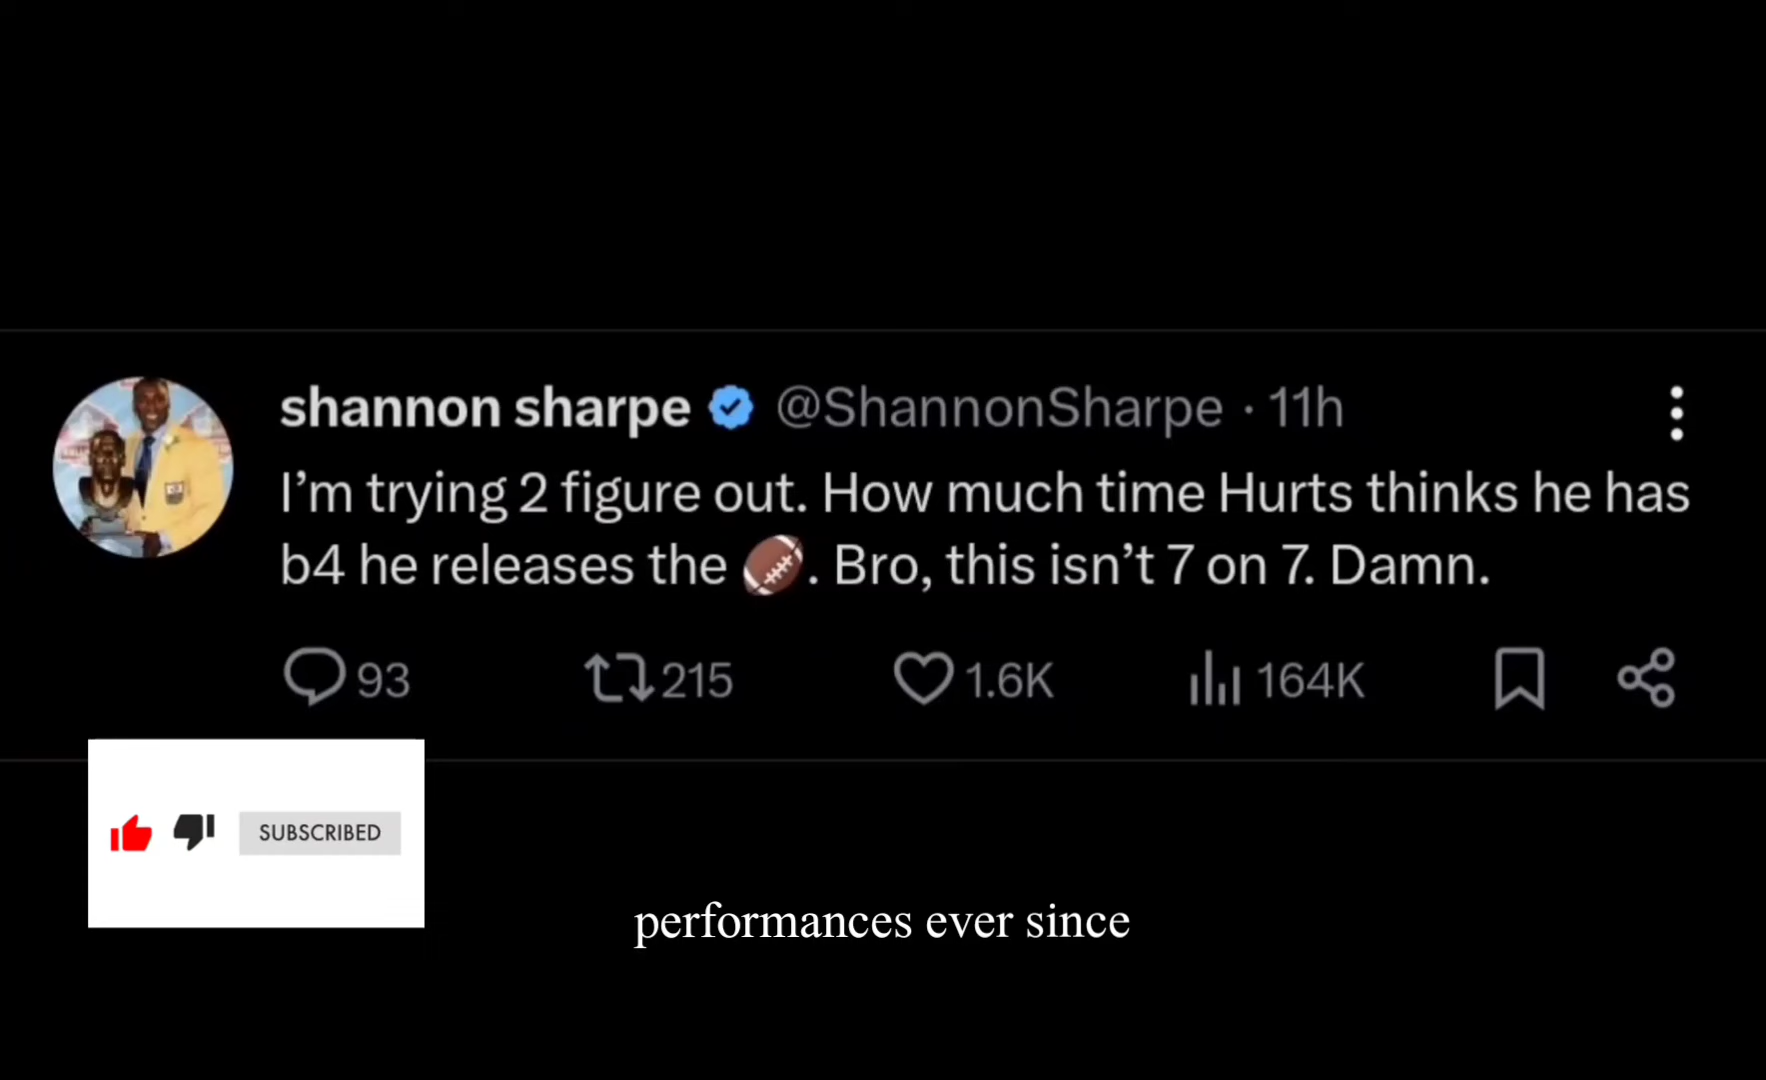 shannon sharpe @ShannonSharpe · 11h
I'm trying 2 figure out. How much time Hurts thinks he has
b4 he releases the 🏈. Bro, this isn't 7 on 7. Damn.
93 215 1.6K 164K
SUBSCRIBED
performances ever since